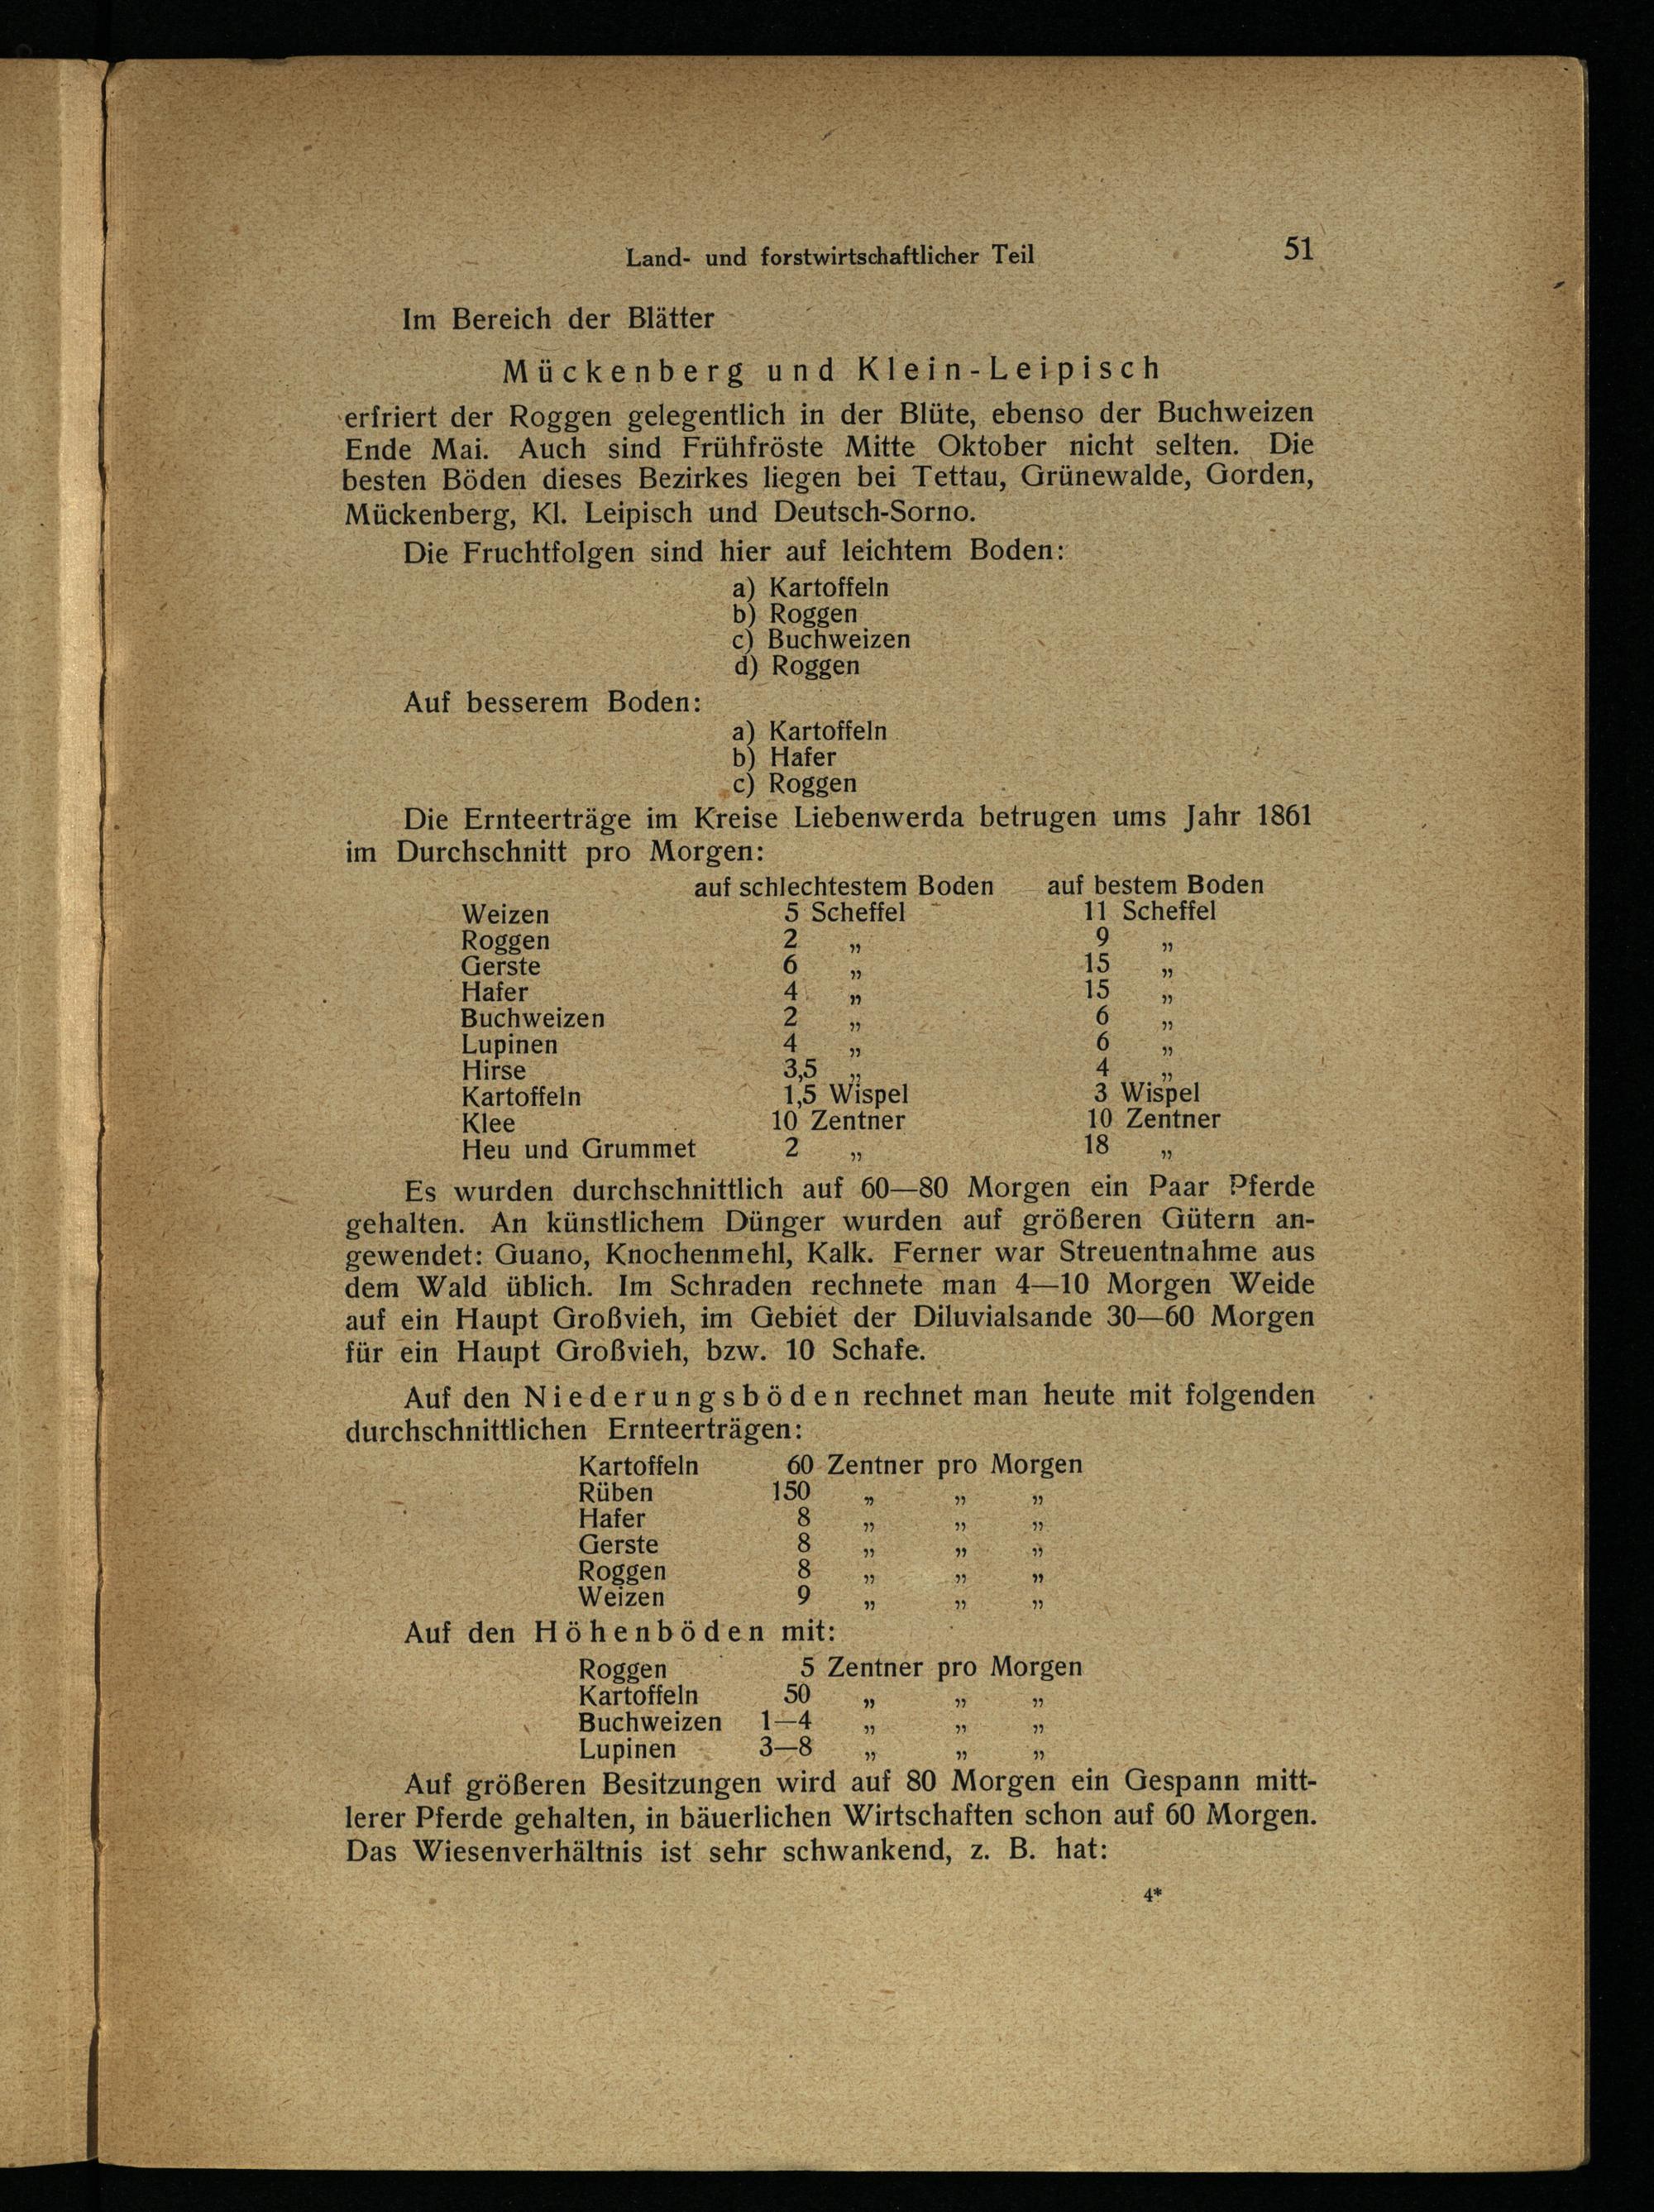 Land- und forstwirtschaftlicher Teil 51
Im Bereich der Blätter
Mückenberg und Klein-Leipisch
erfriert der Roggen gelegentlich in der Blüte, ebenso der Buchweizen
Ende Mai. Auch sind Frühfröste Mitte Oktober nicht selten. Die
besten Böden dieses Bezirkes liegen bei Tettau, Grünewalde, Gorden,
Mückenberg, Kl. Leipisch und Deutsch-Sorno.
Die Fruchtfolgen sind hier auf leichtem Boden:
a) Kartoffeln
b) Roggen
c) Buchweizen
d) Roggen
Auf besserem Boden:
a) Kartoffeln
b) Hafer
c) Roggen
Die Ernteerträge im Kreise Liebenwerda betrugen ums Jahr 1861
im Durchschnitt pro Morgen:
auf schlechtestem Boden auf bestem Boden
Weizen 5 Scheffel 11 Scheffel
Roggen 2 „ 9 „
Gerste 6 „ 15 „
Hafer 4 „ 15 „
Buchweizen 2 „ 6 „
Lupinen 4 „ 6 „
Hirse 3,5 „ 4 „
Kartoffeln 1,5 Wispel 3 Wispel
Klee 10 Zentner 10 Zentner
Heu und Grummet 2 „ 18 „
Es wurden durchschnittlich auf 60—80 Morgen ein Paar Pferde
gehalten. An künstlichem Dünger wurden auf größeren Gütern an-
gewendet: Guano, Knochenmehl, Kalk. Ferner war Streuentnahme aus
dem Wald üblich. Im Schraden rechnete man 4—10 Morgen Weide
auf ein Haupt Großvieh, im Gebiet der Diluvialsande 30—60 Morgen
für ein Haupt Großvieh, bzw. 10 Schafe.
Auf den Niederungsböden rechnet man heute mit folgenden
durchschnittlichen Ernteerträgen:
Kartoffeln 60 Zentner pro Morgen
Rüben 150 „ „ „
Hafer 8 „ „ „
Gerste 8 „ „ „
Roggen 8 „ „ „
Weizen 9 „ „ „
Auf den Höhenböden mit:
Roggen 5 Zentner pro Morgen
Kartoffeln 50 „ „ „
Buchweizen 1—4 „ „ „
Lupinen 3—8 „ „ „
Auf größeren Besitzungen wird auf 80 Morgen ein Gespann mitt-
lerer Pferde gehalten, in bäuerlichen Wirtschaften schon auf 60 Morgen.
Das Wiesenverhältnis ist sehr schwankend, z. B. hat:
4*